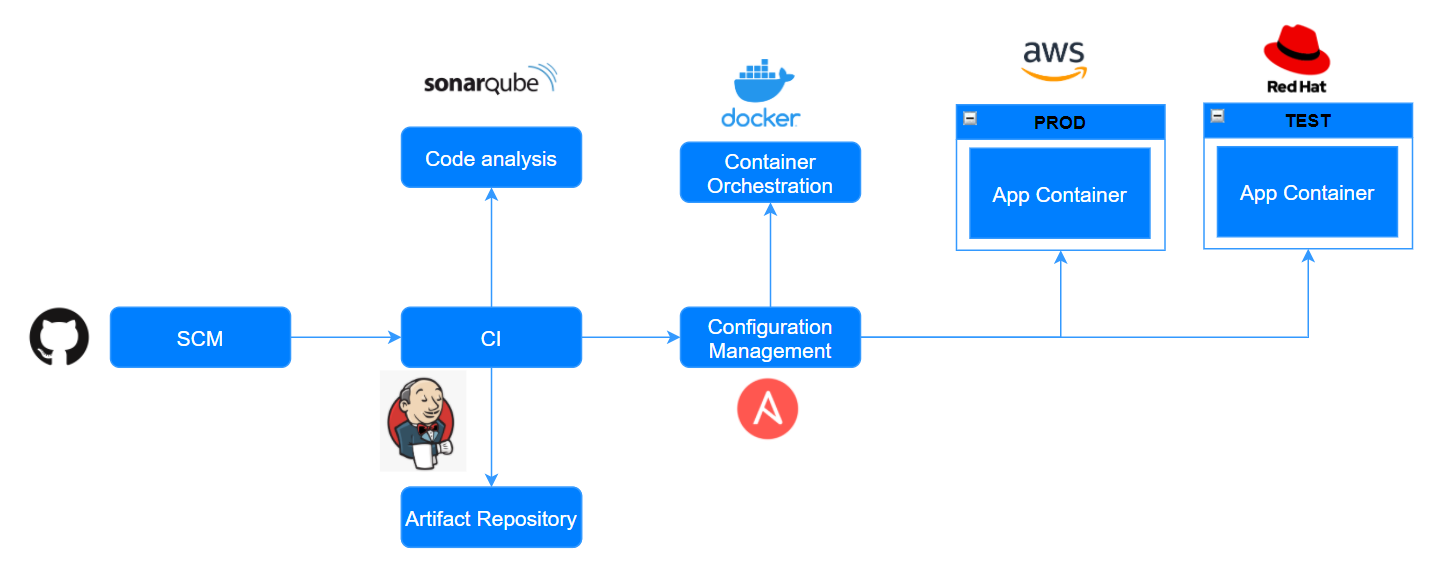 sonarqube
Code analysis
docker
Container
Orchestration
aws
PROD
App Container
Red Hat
TEST
App Container
SCM
CI
Configuration
Management
Artifact Repository